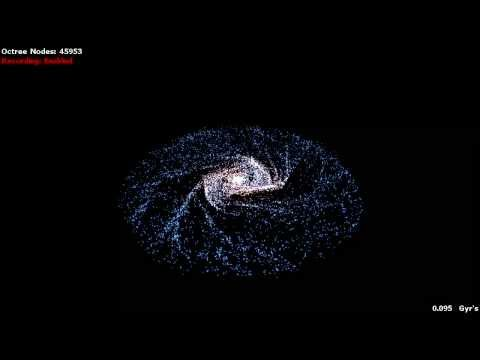 Octree Nodes: 45953
Recording: Enabled
0.095 Gyr's